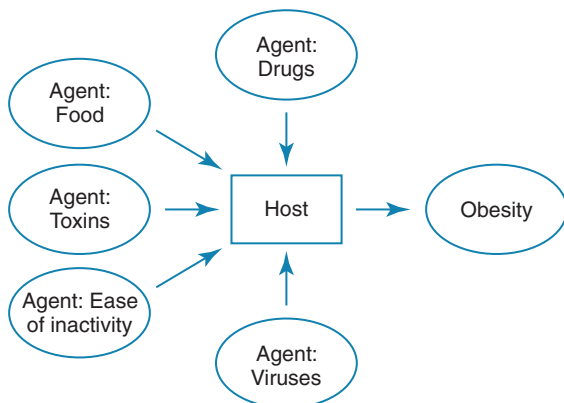 Agent:
Drugs
Agent:
Food
Agent:
Toxins
Host
Obesity
Agent: Ease
of inactivity
Agent:
Viruses